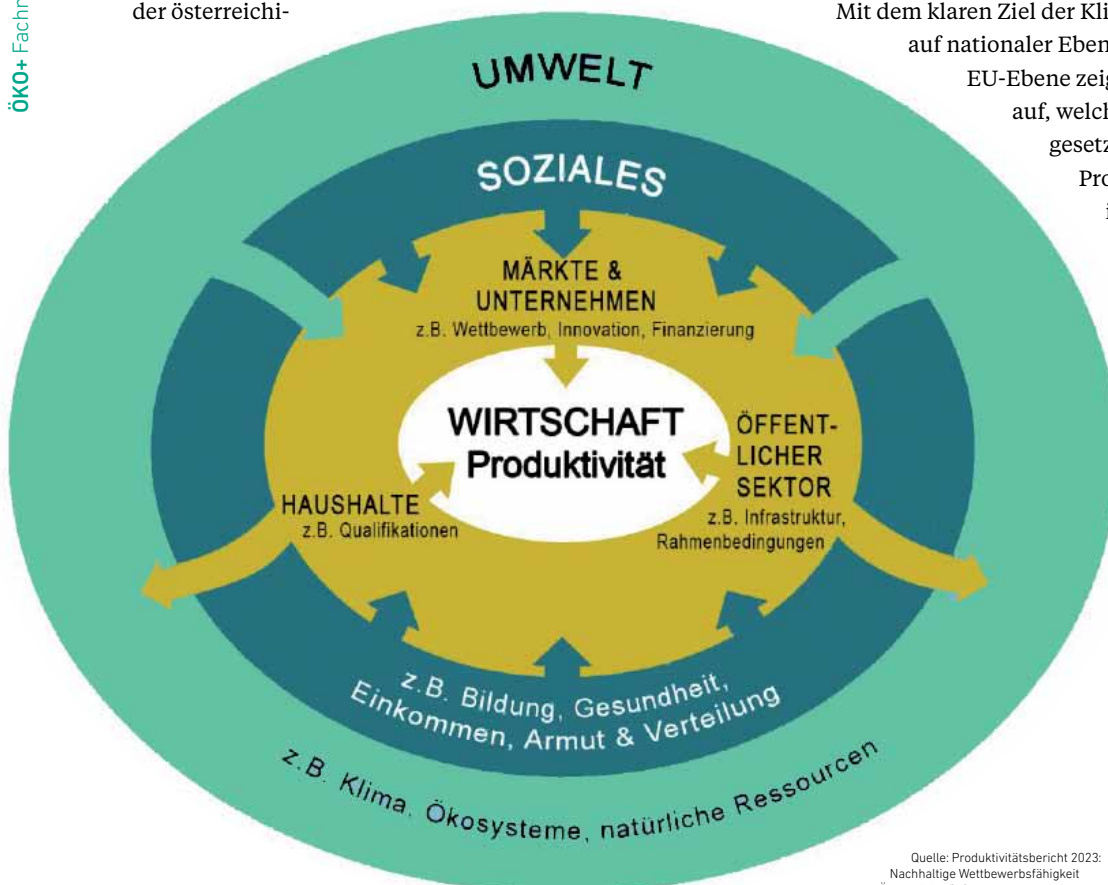 ÖKO+ Fachn
der österreichi-
Mit dem klaren Ziel der Kli
auf nationaler Eben
EU-Ebene zeig
auf, welch
gesetz
Pro
i
UMWELT
SOZIALES
MÄRKTE &
UNTERNEHMEN
z.B. Wettbewerb, Innovation, Finanzierung
WIRTSCHAFT
Produktivität
ÖFFENT-
LICHER
SEKTOR
z.B. Infrastruktur,
Rahmenbedingungen
HAUSHALTE
z.B. Qualifikationen
z.B. Bildung, Gesundheit,
Einkommen, Armut & Verteilung
z.B. Klima, Ökosysteme, natürliche Ressourcen
Quelle: Produktivitätsbericht 2023:
Nachhaltige Wettbewerbsfähigkeit